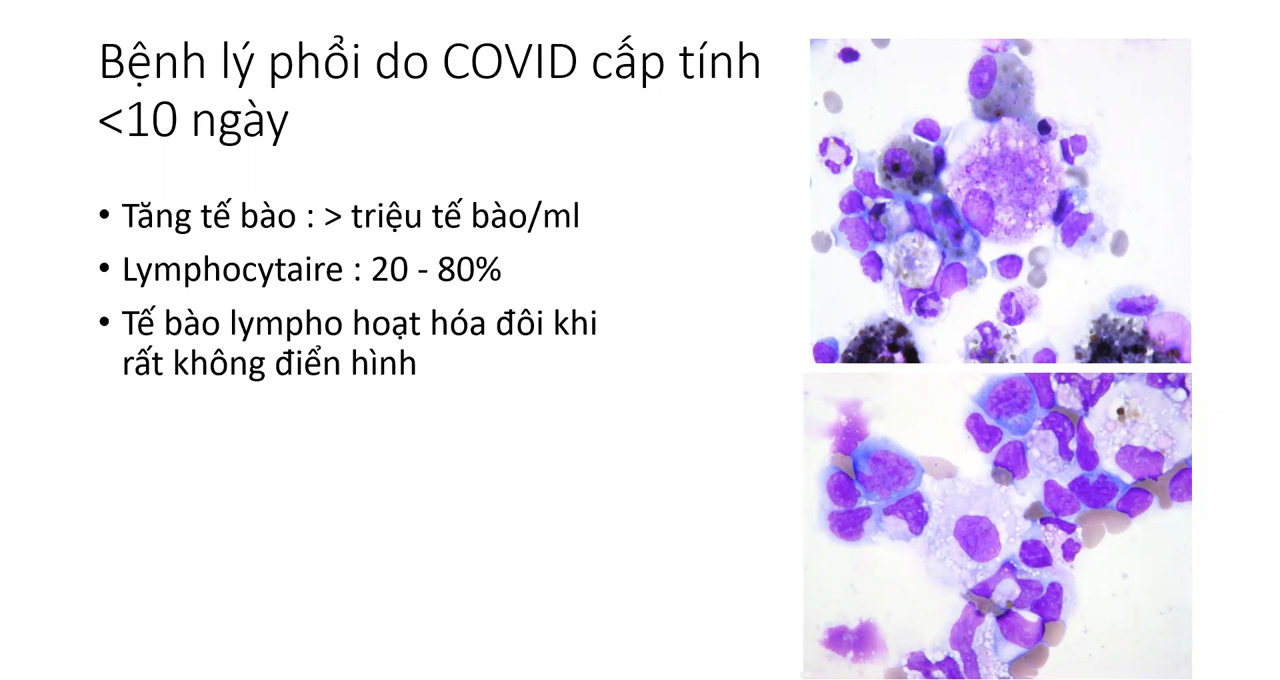 Bệnh lý phổi do COVID cấp tính
<10 ngày
• Tăng tế bào : > triệu tế bào/ml
• Lymphocytaire : 20 - 80%
• Tế bào lympho hoạt hóa đôi khi
rất không điển hình